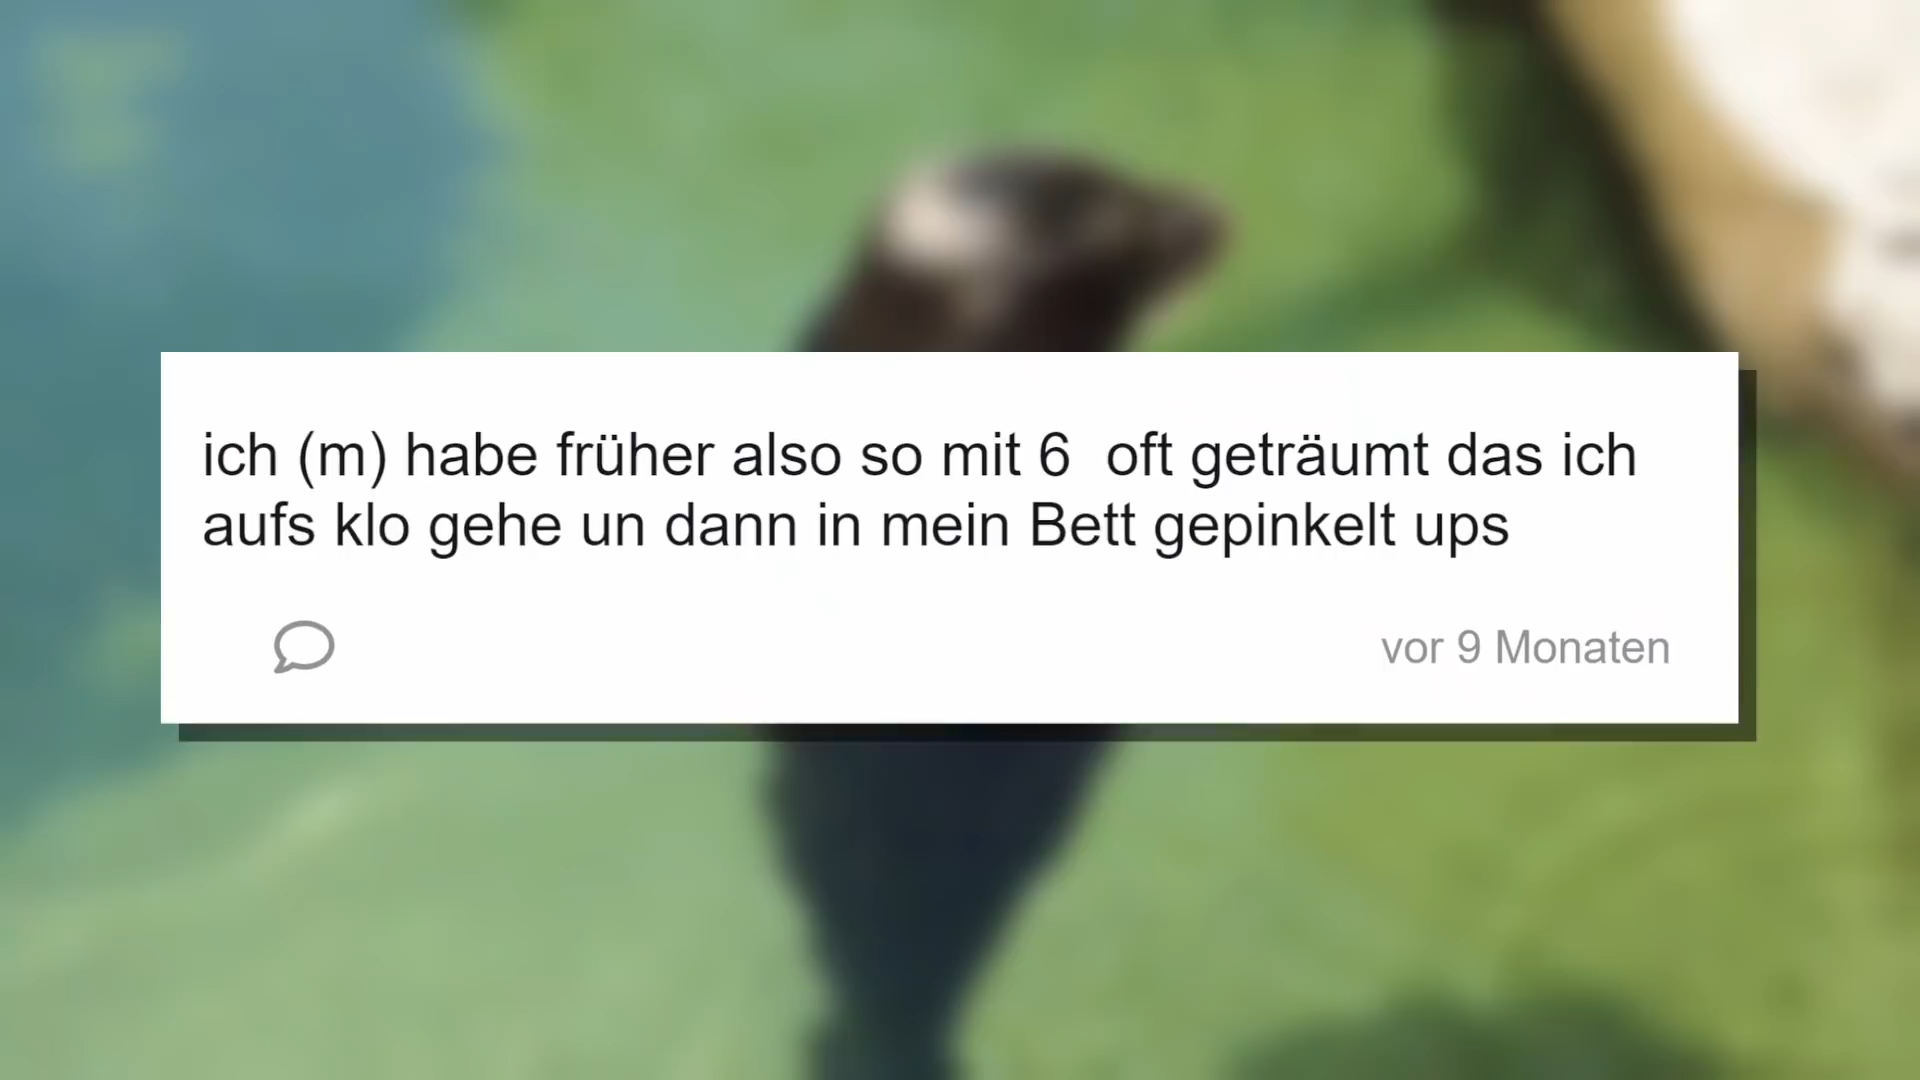 ich (m) habe früher also so mit 6  oft geträumt das ich
aufs klo gehe un dann in mein Bett gepinkelt ups
vor 9 Monaten